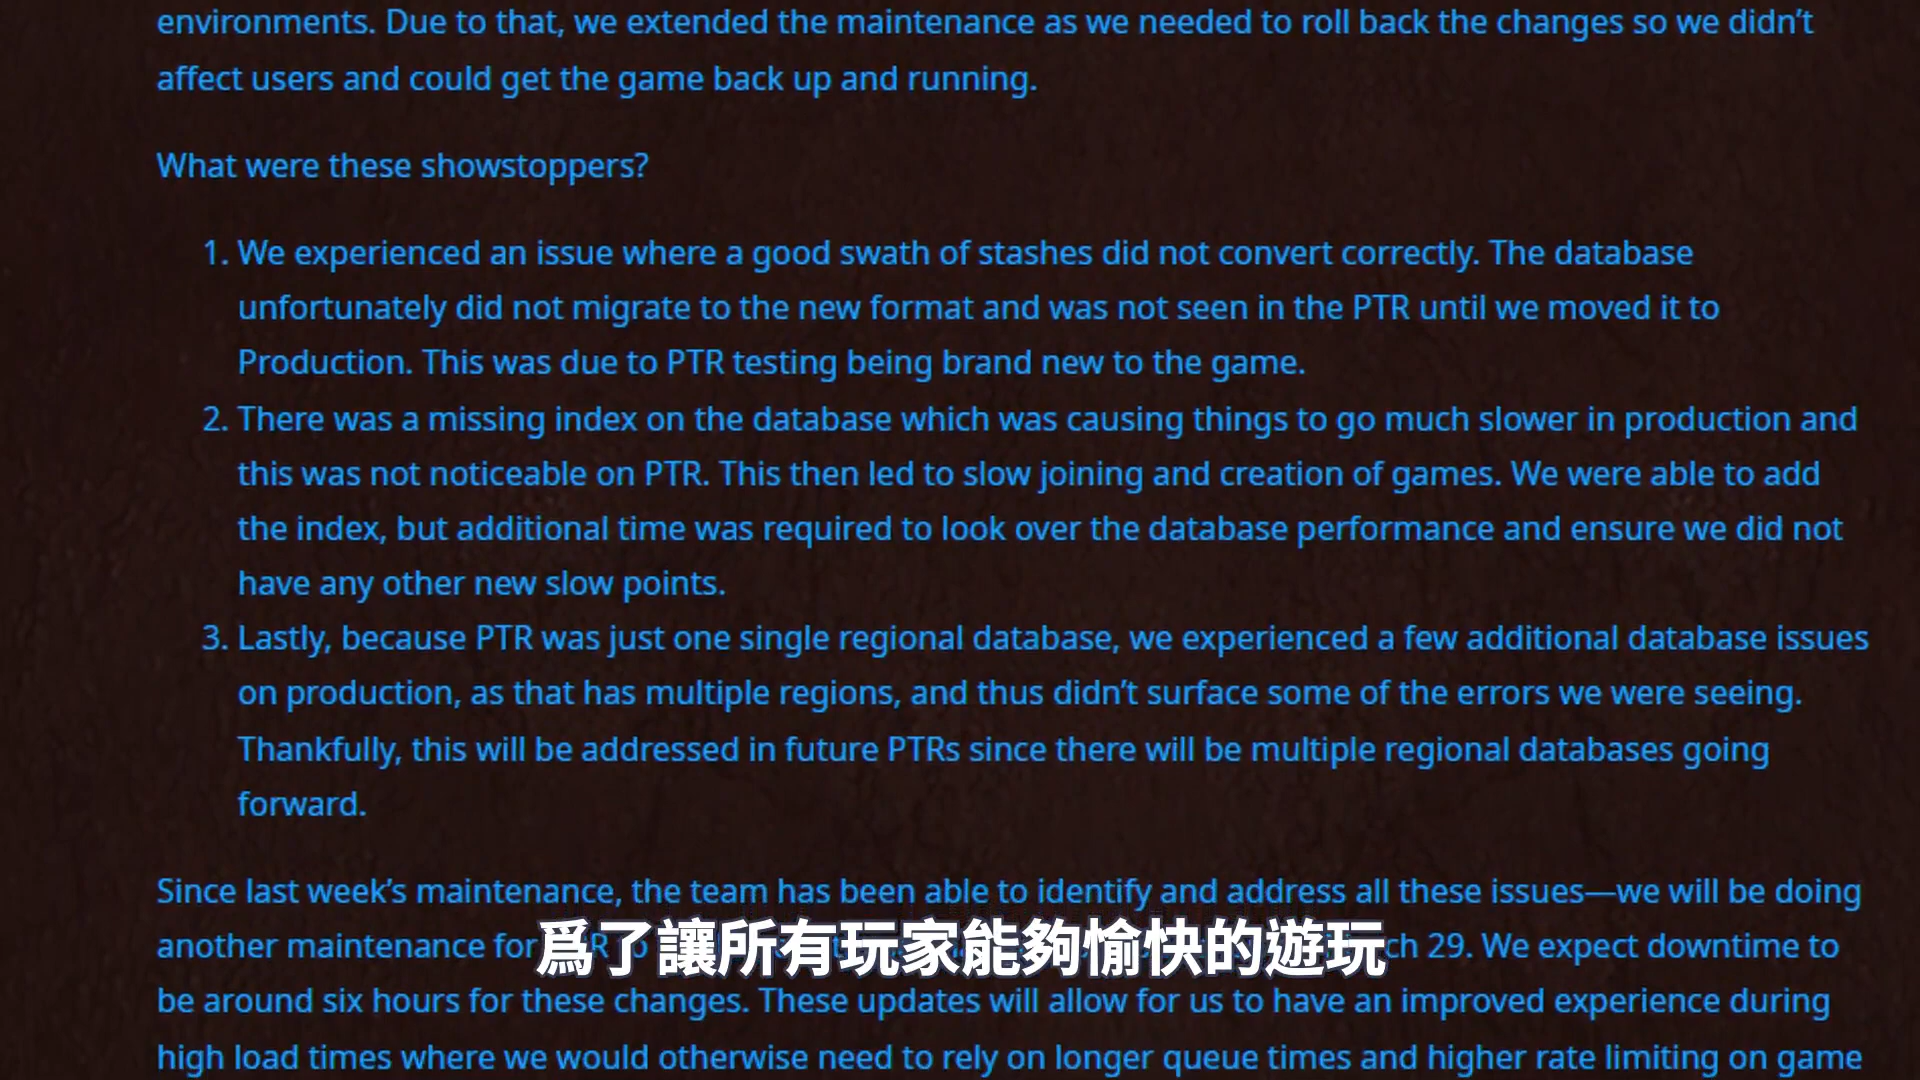 environments. Due to that, we extended the maintenance as we needed to roll back the changes so we didn’t
affect users and could get the game back up and running.
What were these showstoppers?
1. We experienced an issue where a good swath of stashes did not convert correctly. The database
unfortunately did not migrate to the new format and was not seen in the PTR until we moved it to
Production. This was due to PTR testing being brand new to the game.
2. There was a missing index on the database which was causing things to go much slower in production and
this was not noticeable on PTR. This then led to slow joining and creation of games. We were able to add
the index, but additional time was required to look over the database performance and ensure we did not
have any other new slow points.
3. Lastly, because PTR was just one single regional database, we experienced a few additional database issues
on production, as that has multiple regions, and thus didn’t surface some of the errors we were seeing.
Thankfully, this will be addressed in future PTRs since there will be multiple regional databases going
forward.
Since last week’s maintenance, the team has been able to identify and address all these issues—we will be doing
another maintenance for 29. We expect downtime to
爲了讓所有玩家能夠愉快的遊玩
be around six hours for these changes. These updates will allow for us to have an improved experience during
high load times where we would otherwise need to rely on longer queue times and higher rate limiting on game